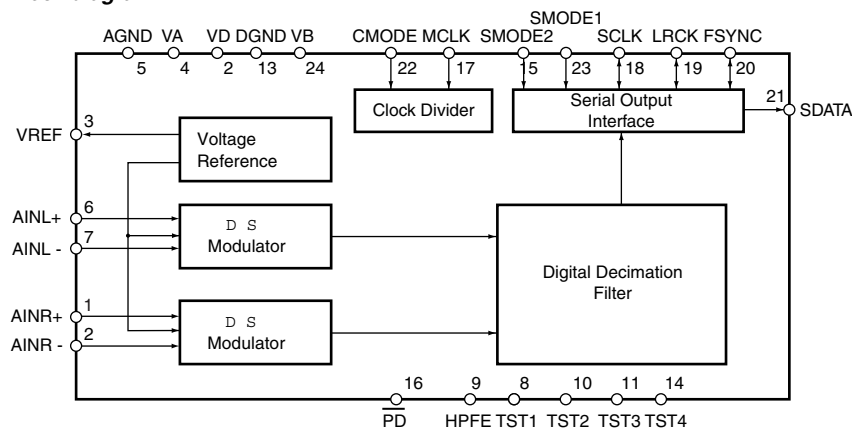 AGND VA VD DGND VB CMODE MCLK SMODE2 SMODE1 SCLK LRCK FSYNC
5 4 2 13 24 22 17 15 23 18 19 20
Clock Divider
Serial Output
Interface
21
SDATA
3
VREF
Voltage
Reference
6
AINL+
D S
Modulator
7
AINL -
Digital Decimation
Filter
1
AINR+
D S
Modulator
2
AINR -
16 9 8 10 11 14
PD HPFE TST1 TST2 TST3 TST4